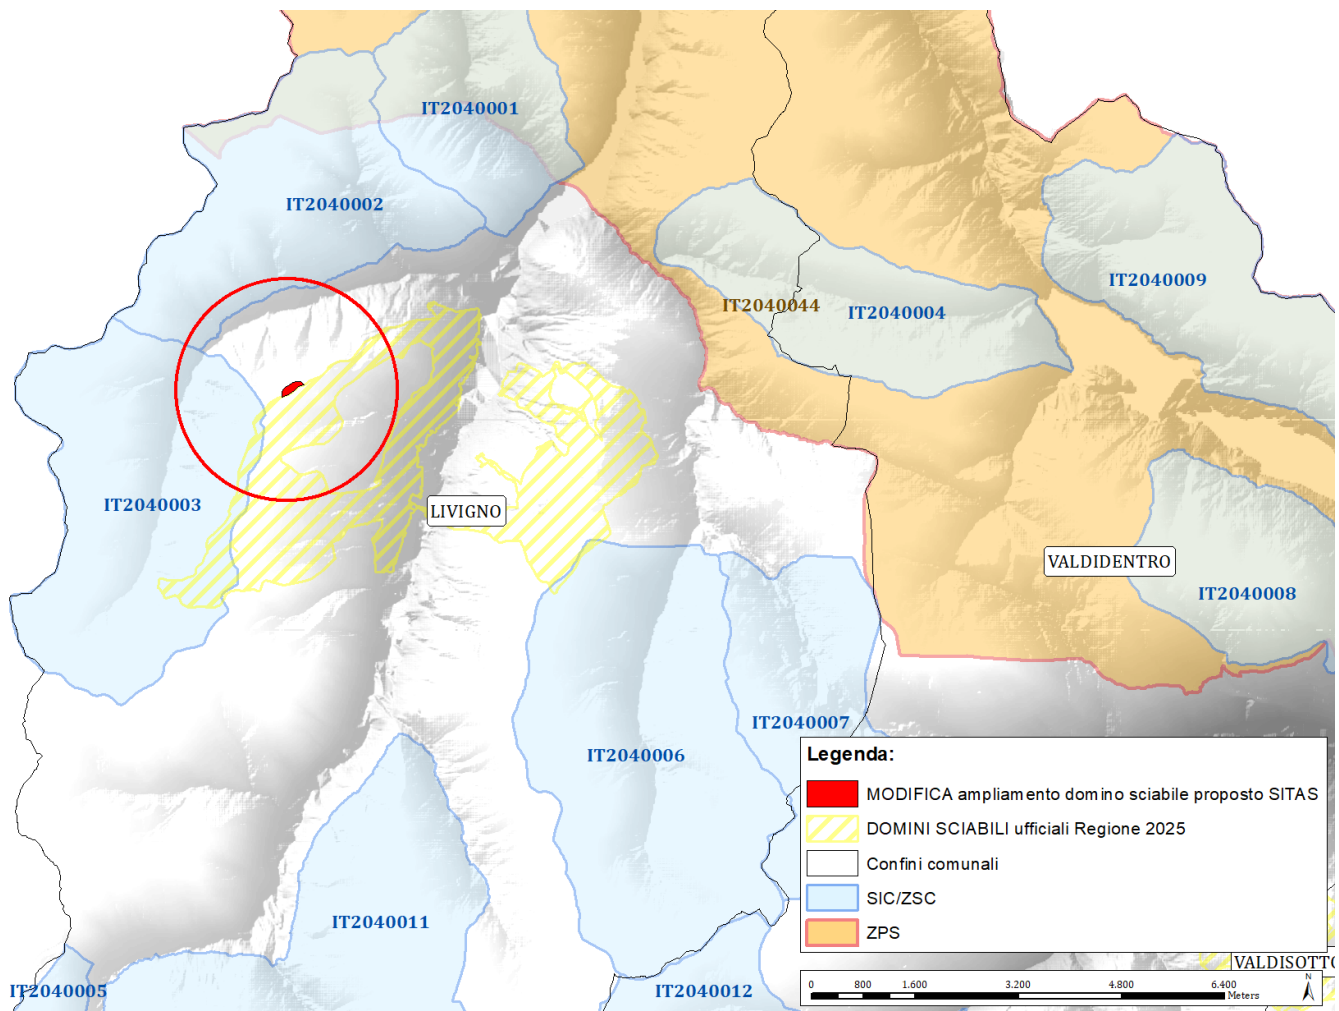 IT2040001
IT2040002
IT2040009
IT2040044
IT2040004
IT2040003
LIVIGNO
VALDIDENTRO
IT2040008
IT2040007
IT2040006
IT2040011
IT2040005
IT2040012
Legenda:
MODIFICA ampliamento domino sciabile proposto SITAS
DOMINI SCIABILI ufficiali Regione 2025
Confini comunali
SIC/ZSC
ZPS
VALDISOTTO
0 800 1.600 3.200 4.800 6.400
Meters
N